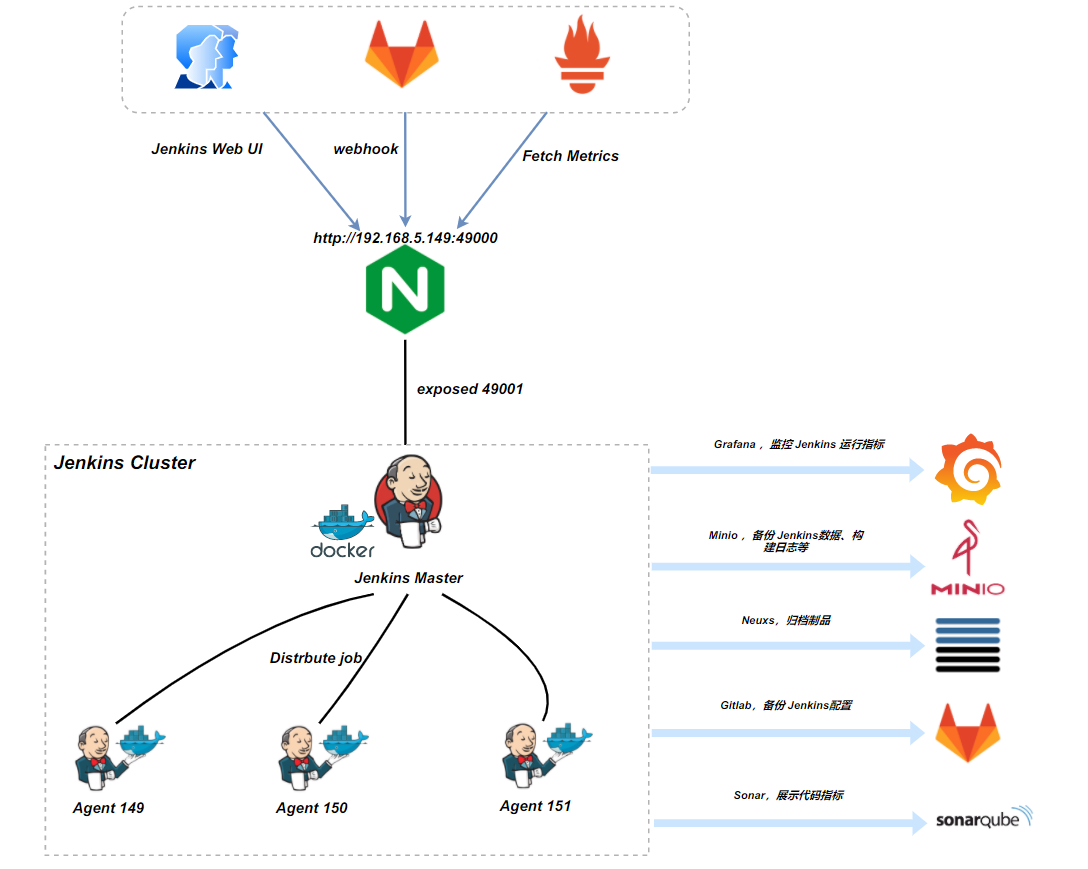 Jenkins Web UI
webhook
Fetch Metrics
http://192.168.5.149:49000
N
exposed 49001
Jenkins Cluster
docker
Jenkins Master
Distrbute job
Agent 149
Agent 150
Agent 151
Grafana ，监控 Jenkins 运行指标
Minio ，备份 Jenkins数据、构
建日志等
MINIO
Neuxs，归档制品
Gitlab，备份 Jenkins配置
Sonar，展示代码指标
sonarqube